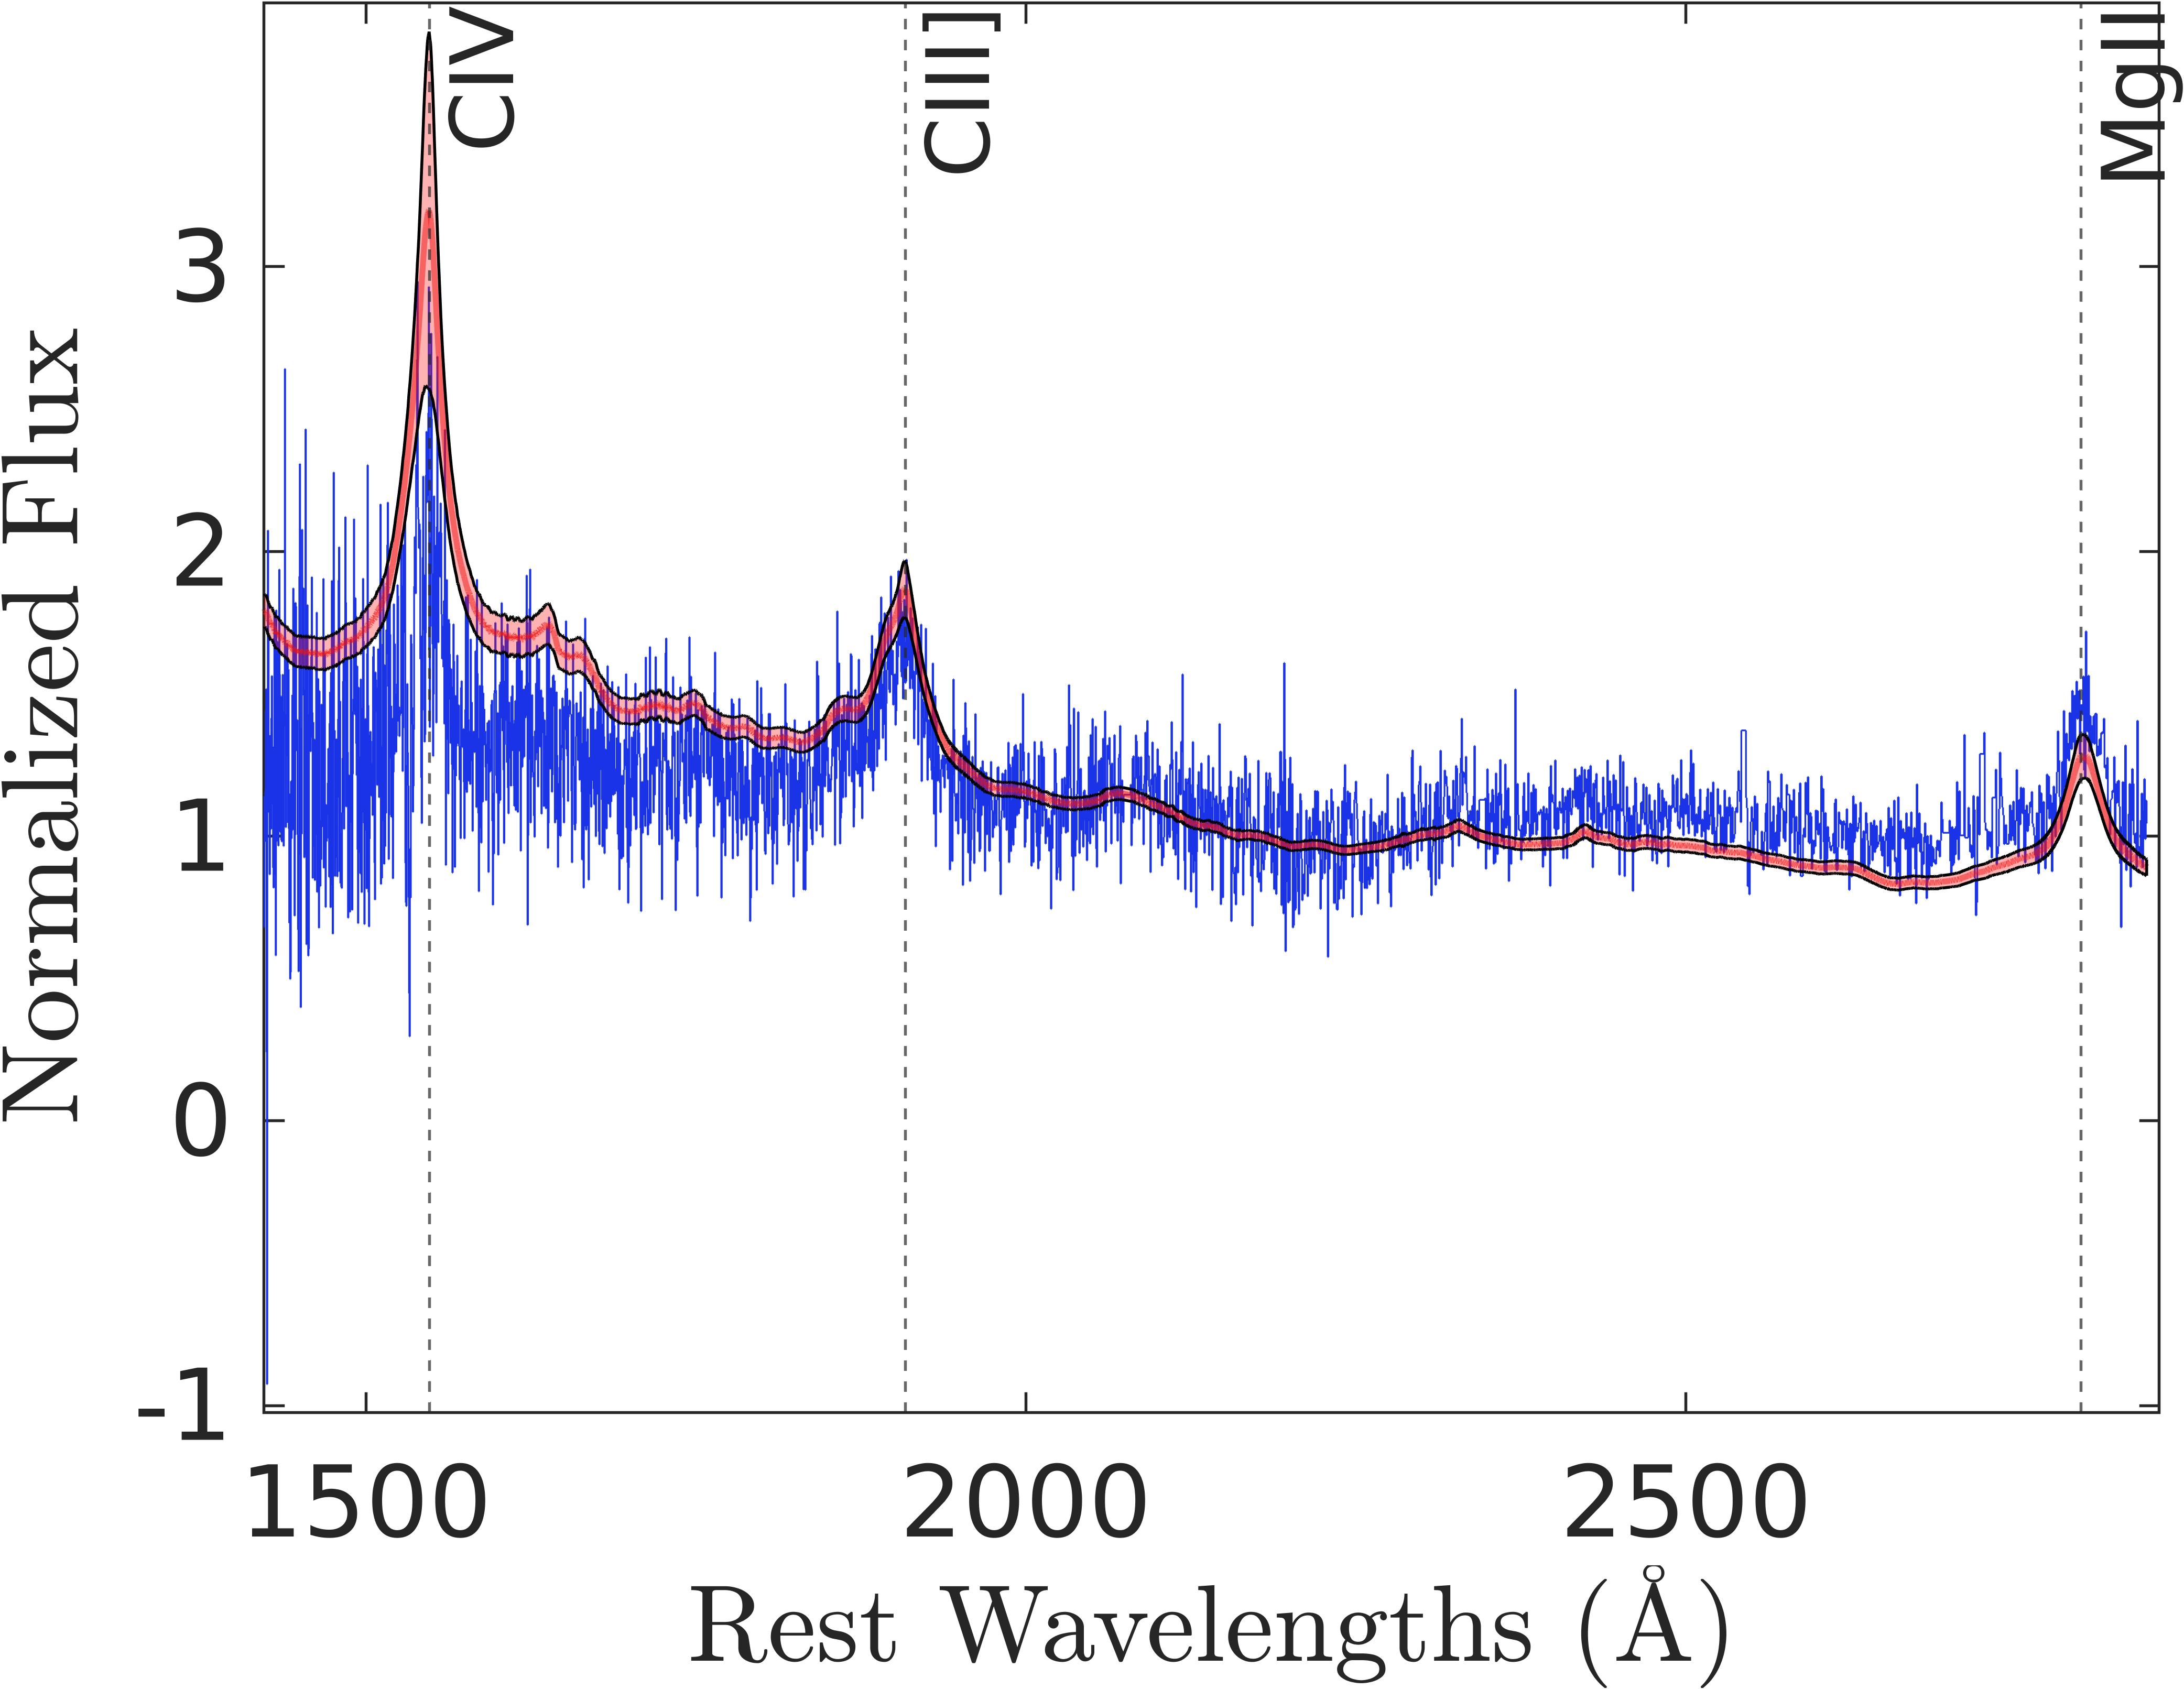 CIV
CIII]
MgII
Normalized Flux
3
2
1
0
-1
1500
2000
2500
Rest Wavelengths (Å)